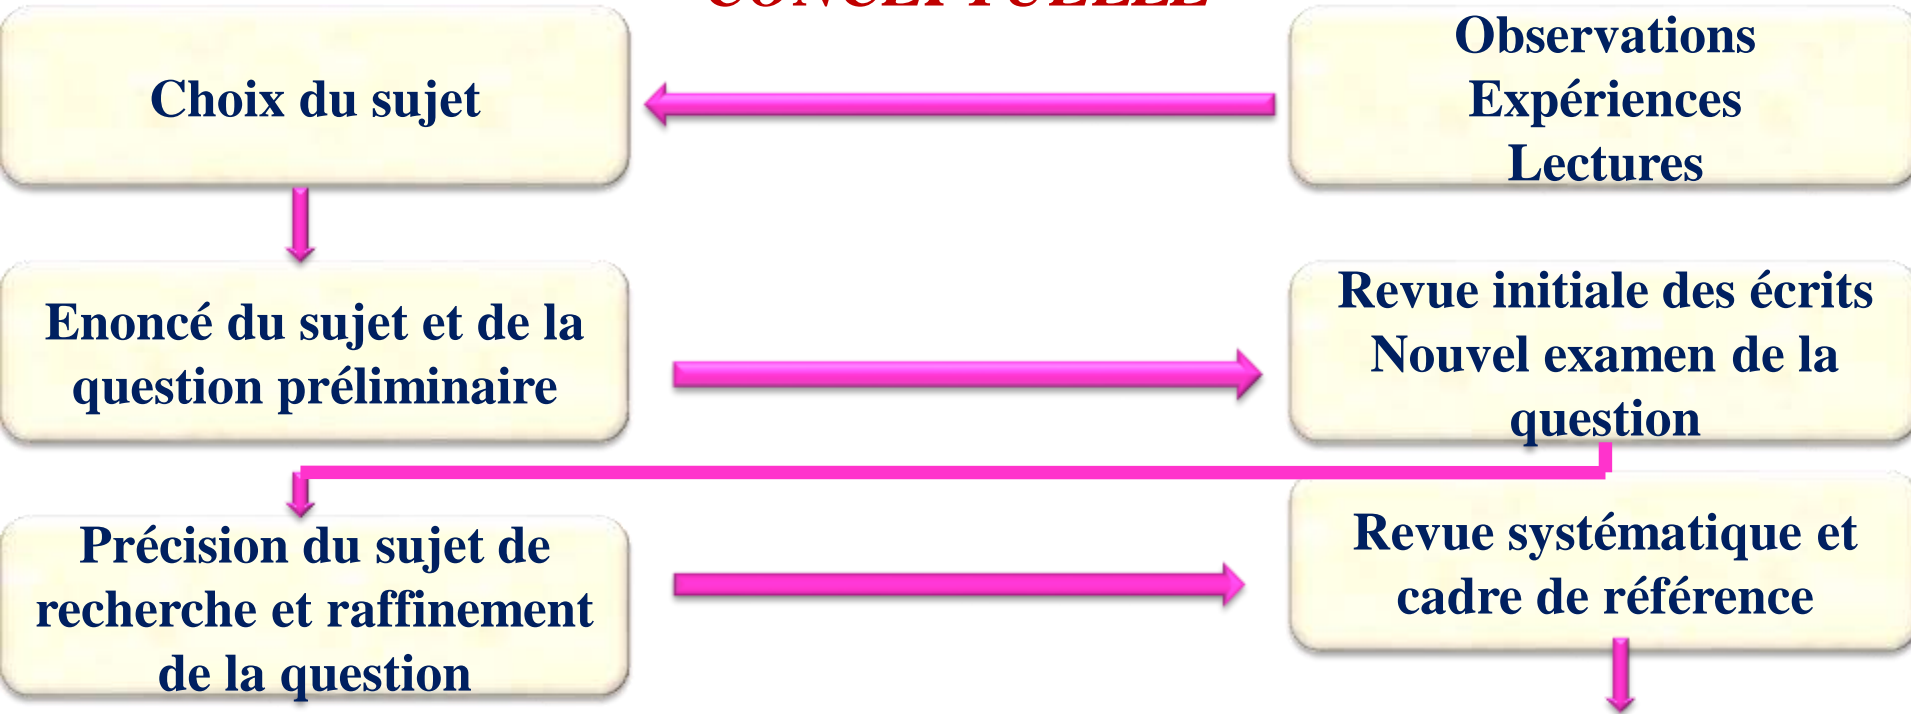 CONCEPTUELLE
Choix du sujet
Observations
Expériences
Lectures
Enoncé du sujet et de la
question préliminaire
Revue initiale des écrits
Nouvel examen de la
question
Précision du sujet de
recherche et raffinement
de la question
Revue systématique et
cadre de référence